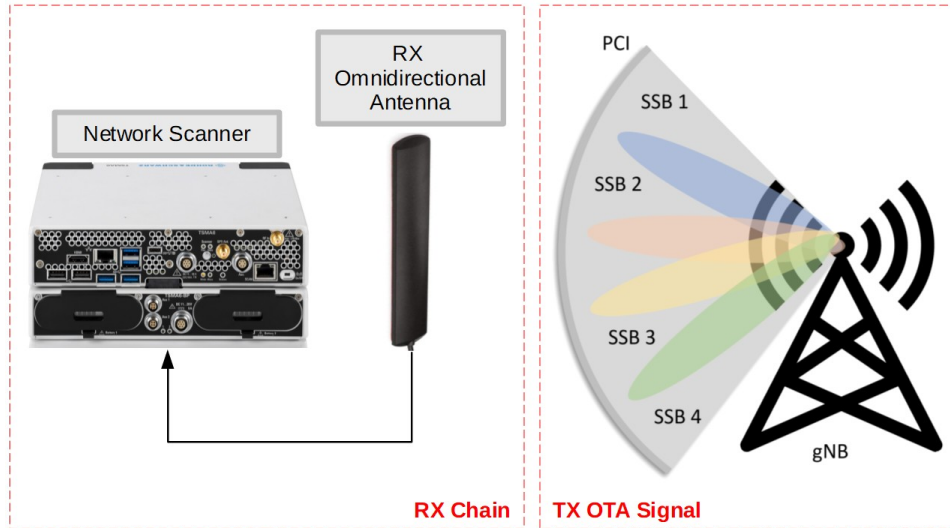 RX
Omnidirectional
Antenna
Network Scanner
RX Chain
PCI
SSB 1
SSB 2
SSB 3
SSB 4
gNB
TX OTA Signal